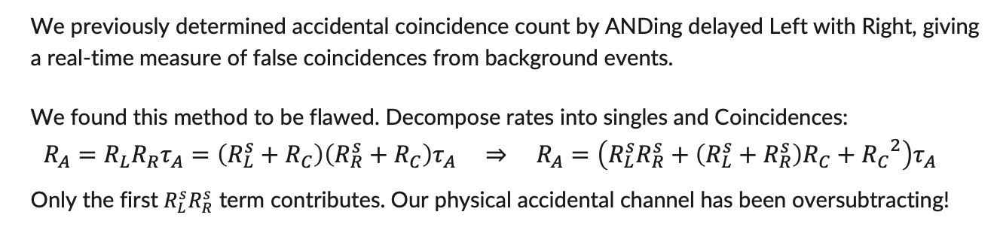 We previously determined accidental coincidence count by ANDing delayed Left with Right, giving
a real-time measure of false coincidences from background events.
We found this method to be flawed. Decompose rates into singles and Coincidences:
R_A = R_L R_R τ_A = (R_L^s + R_C)(R_R^s + R_C)τ_A ⇒ R_A = (R_L^s R_R^s + (R_L^s + R_R^s)R_C + R_C^2)τ_A
Only the first R_L^s R_R^s term contributes. Our physical accidental channel has been oversubtracting!